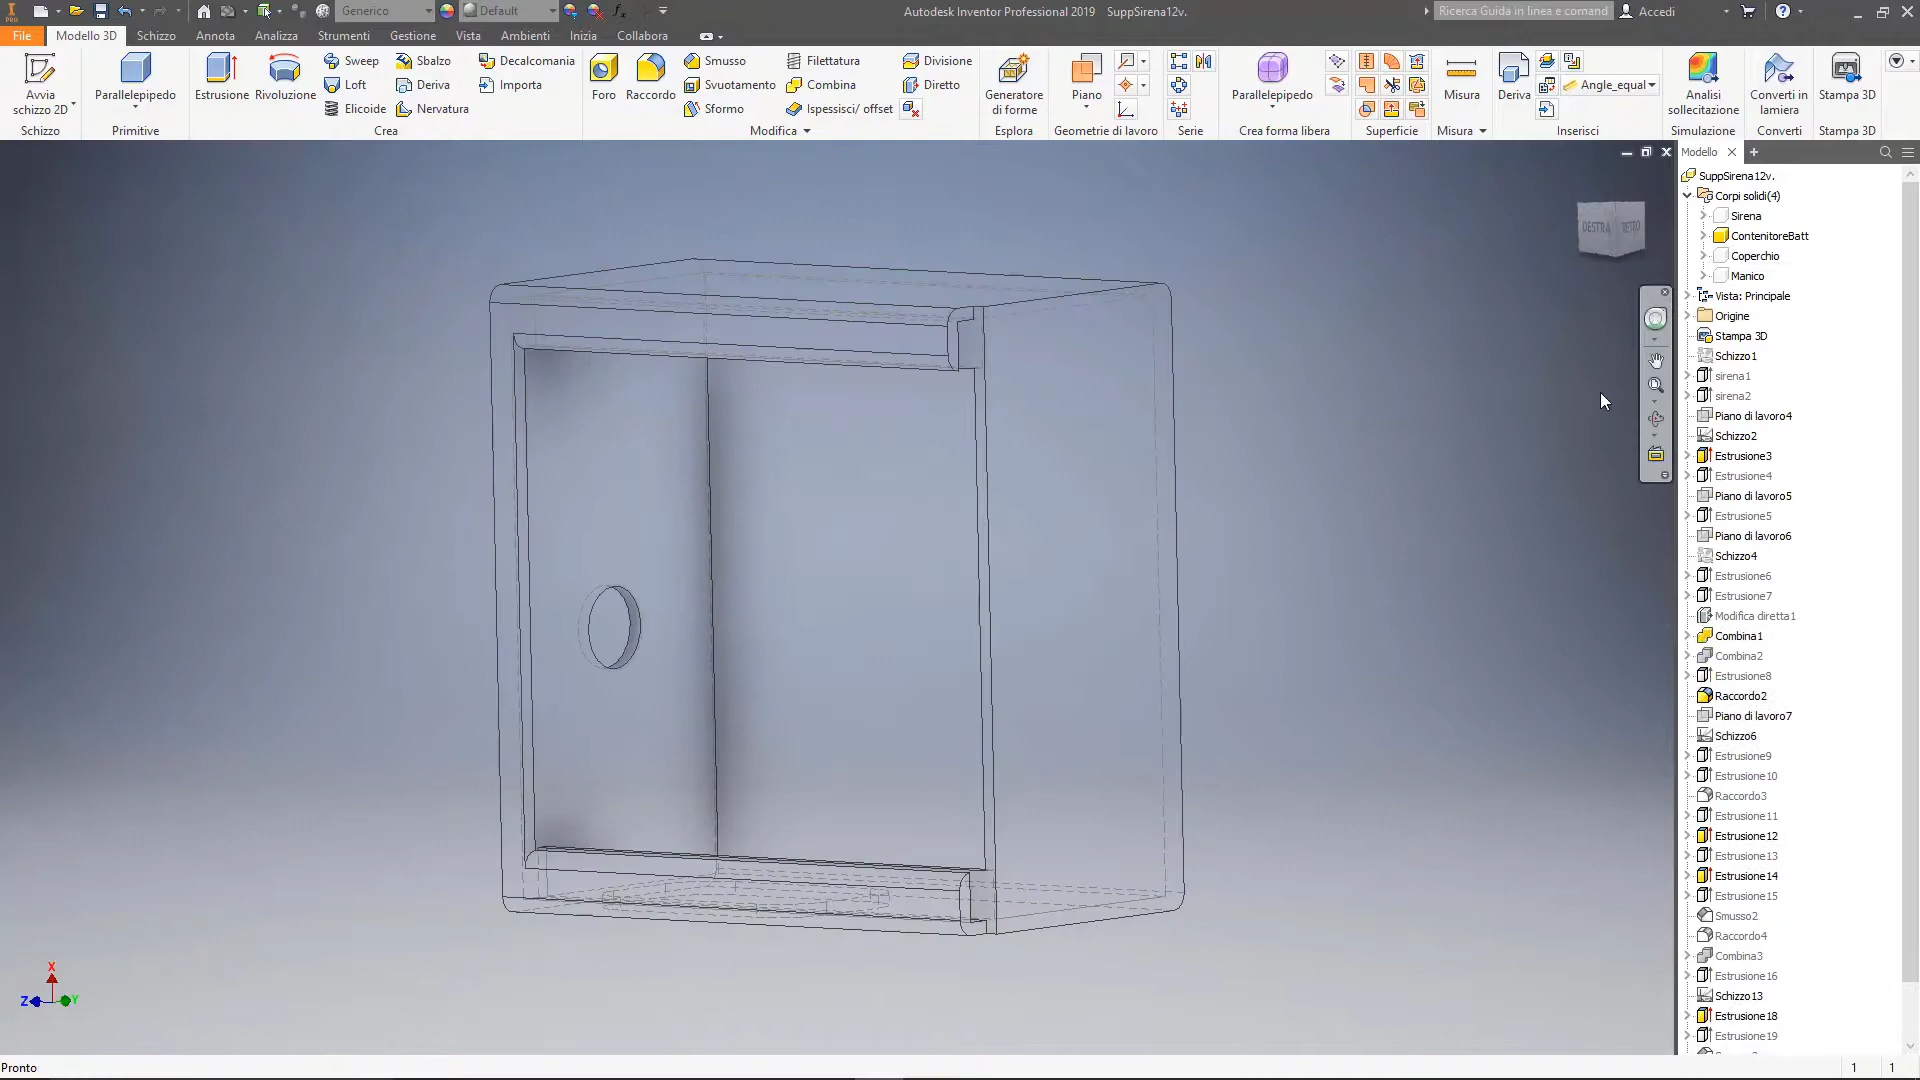 Generico
Default
Autodesk Inventor Professional 2019 SuppSirena12v.
Ricerca Guida in linea e comand
Accedi
File Modello 3D Schizzo Annota Analizza Strumenti Gestione Vista Ambienti Inizia Collabora
Avvia
schizzo 2D
Schizzo
Parallelepipedo
Primitive
Estrusione
Rivoluzione
Sweep
Loft
Elicoide
Sbalzo
Deriva
Nervatura
Decalcomania
Importa
Crea
Foro
Raccordo
Smusso
Svuotamento
Sformo
Filettatura
Combina
Ispessisci/ offset
Divisione
Diretto
Modifica
Generatore
di forme
Esplora
Piano
Geometrie di lavoro
Serie
Parallelepipedo
Crea forma libera
Superficie
Misura
Misura
Deriva
Angle_equal
Inserisci
Analisi
sollecitazione
Simulazione
Converti in
lamiera
Converti
Stampa 3D
Stampa 3D
DESTRA RETRO
Modello
SuppSirena12v.
Corpi solidi(4)
Sirena
ContenitoreBatt
Coperchio
Manico
Vista: Principale
Origine
Stampa 3D
Schizzo1
sirena1
sirena2
Piano di lavoro4
Schizzo2
Estrusione3
Estrusione4
Piano di lavoro5
Estrusione5
Piano di lavoro6
Schizzo4
Estrusione6
Estrusione7
Modifica diretta1
Combina1
Combina2
Estrusione8
Raccordo2
Piano di lavoro7
Schizzo6
Estrusione9
Estrusione10
Raccordo3
Estrusione11
Estrusione12
Estrusione13
Estrusione14
Estrusione15
Smusso2
Raccordo4
Combina3
Estrusione16
Schizzo13
Estrusione18
Estrusione19
X
Z
Y
Pronto
1 1